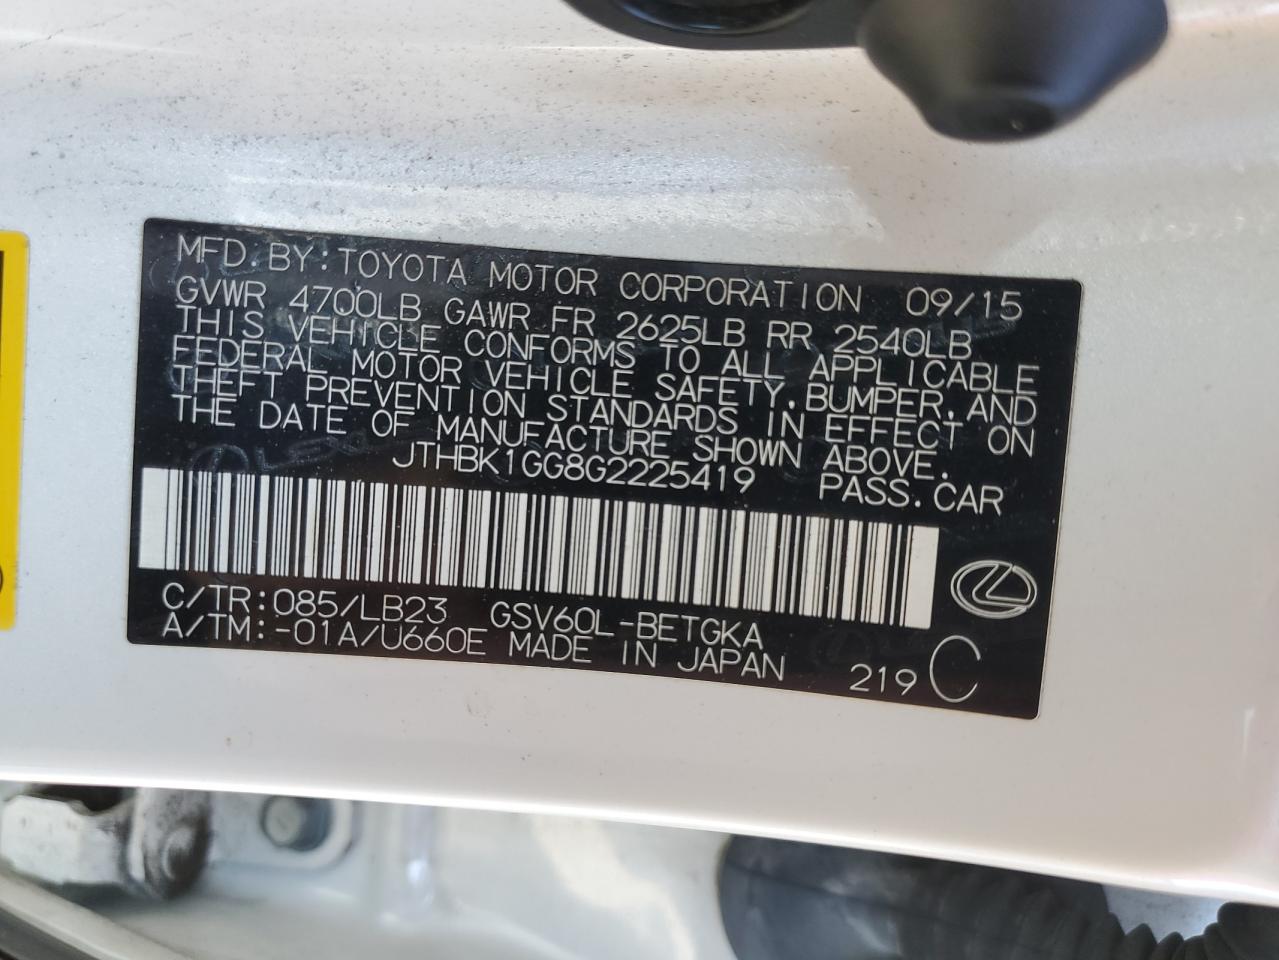 MFD.BY:TOYOTA MOTOR CORPORATION 09/15
GVWR 4700LB GAWR FR 2625LB RR 2540LB
THIS VEHICLE CONFORMS TO ALL APPLICABLE
FEDERAL MOTOR VEHICLE SAFETY,BUMPER,AND
THEFT PREVENTION STANDARDS IN EFFECT ON
THE DATE OF MANUFACTURE SHOWN ABOVE.
JTHBK1GG8G2225419 PASS.CAR
C/TR:085/LB23 GSV60L-BETGKA
A/TM:-01A/U660E MADE IN JAPAN 219 C